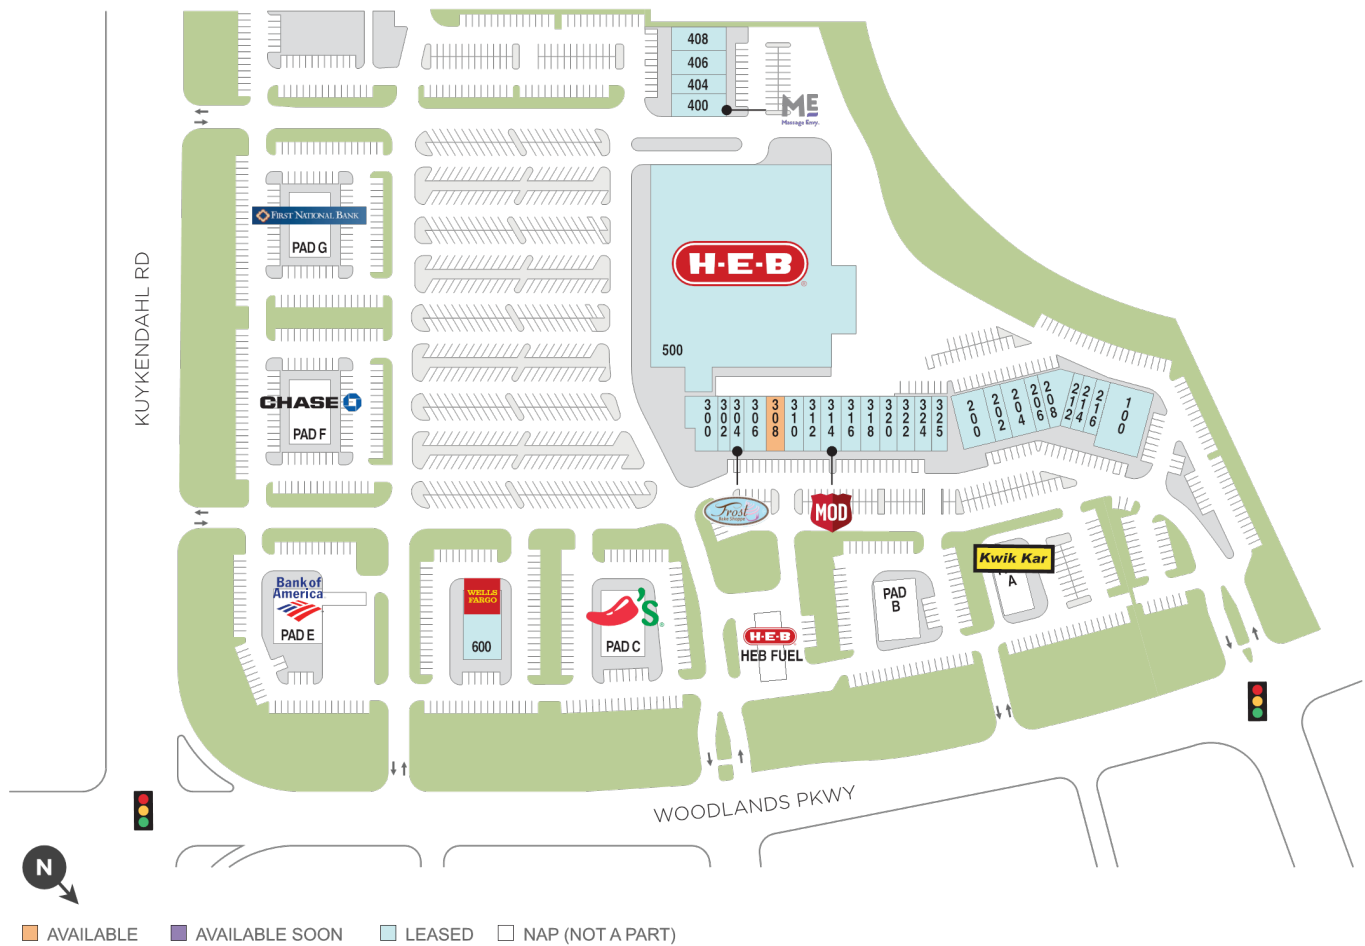 408
406
404
400
ME
Massage Envy.
FIRST NATIONAL BANK
PAD G
H-E-B
500
KUYKENDAHL RD
CHASE
PAD F
300
302
304
306
308
310
312
314
316
318
320
322
324
325
200
202
204
206
208
212
214
216
100
Frost
Bake Shoppe
MOD
Kwik Kar
A
Bank of
America
PAD E
WELLS
FARGO
600
's
PAD C
H-E-B
HEB FUEL
PAD
B
WOODLANDS PKWY
N
AVAILABLE
AVAILABLE SOON
LEASED
NAP (NOT A PART)